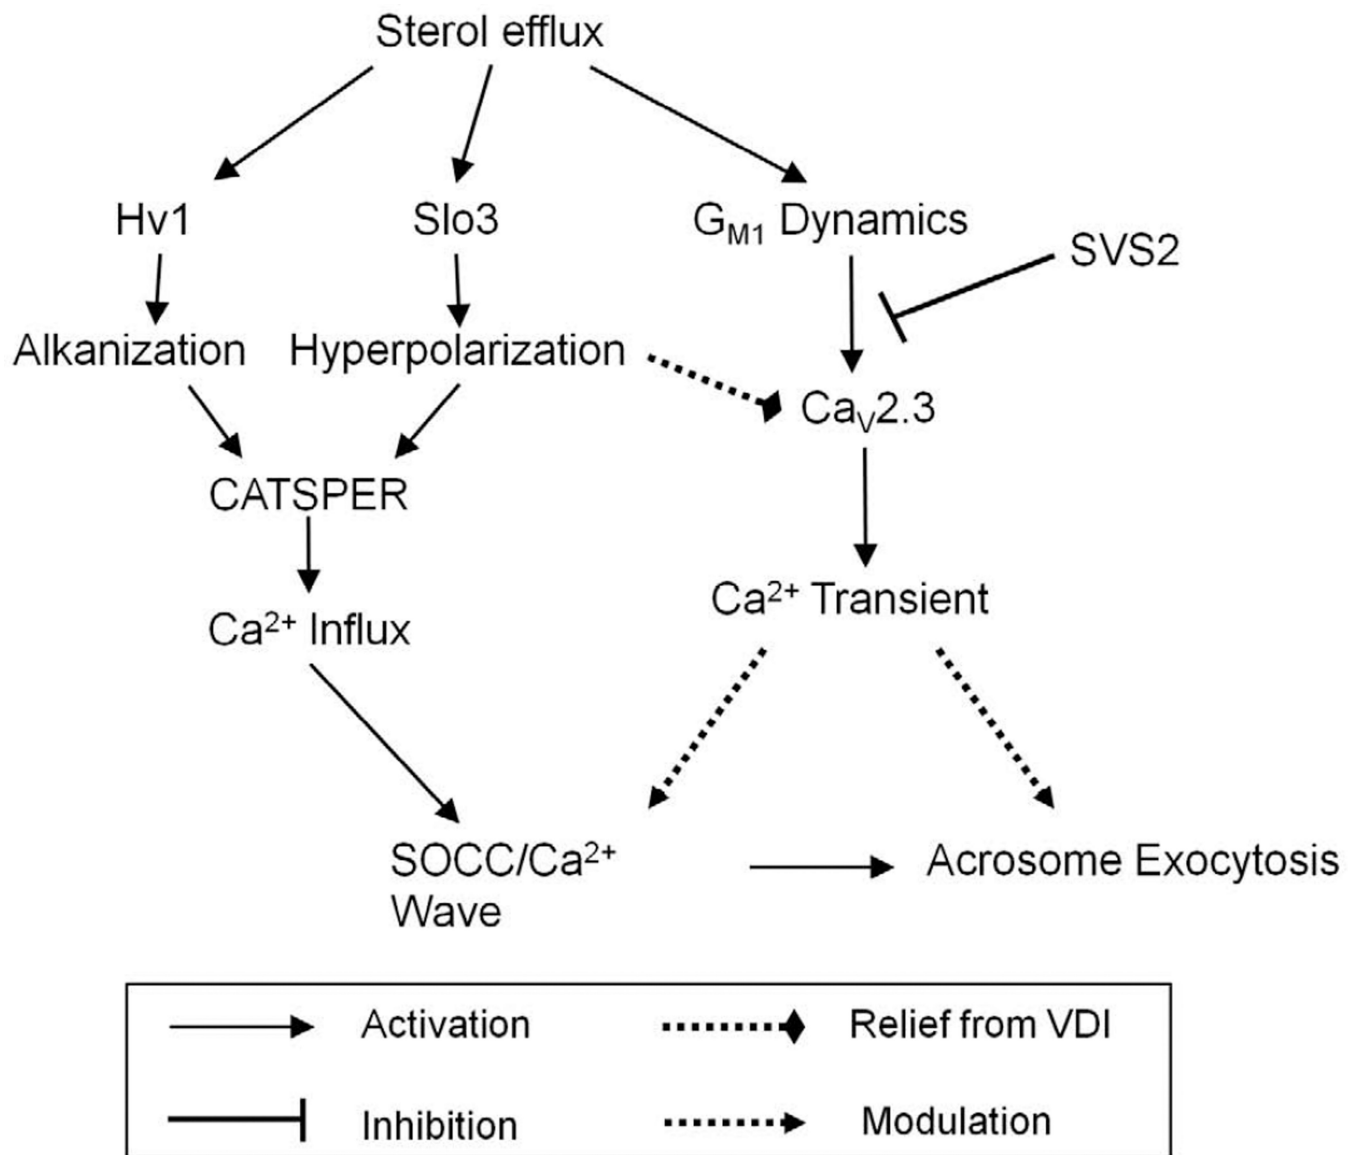 Sterol efflux
Hv1
Slo3
GM1 Dynamics
SVS2
Alkanization
Hyperpolarization
CaV2.3
CATSPER
Ca2+ Transient
Ca2+ Influx
SOCC/Ca2+
Wave
Acrosome Exocytosis
Activation
Relief from VDI
Inhibition
Modulation